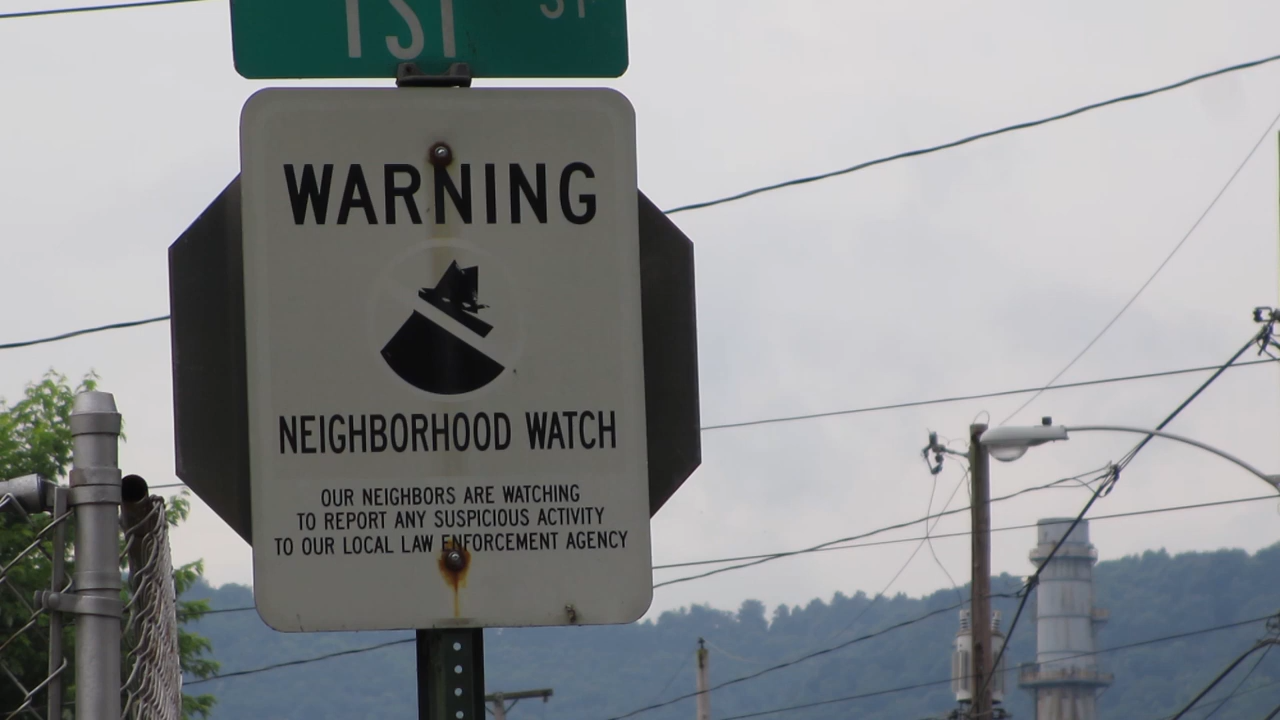 1ST ST
WARNING
NEIGHBORHOOD WATCH
OUR NEIGHBORS ARE WATCHING
TO REPORT ANY SUSPICIOUS ACTIVITY
TO OUR LOCAL LAW ENFORCEMENT AGENCY